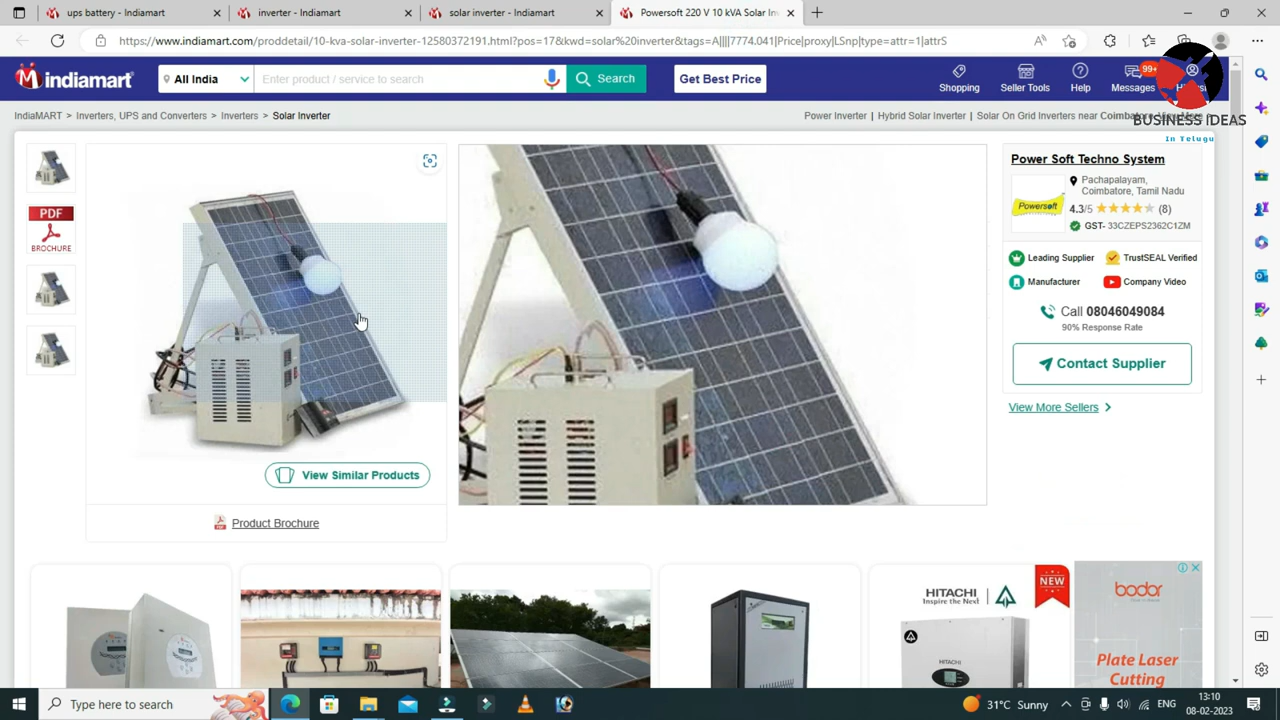 ups battery - Indiamart
inverter - Indiamart
solar inverter - Indiamart
Powersoft 220 V 10 kVA Solar In
https://www.indiamart.com/proddetail/10-kva-solar-inverter-12580372191.html?pos=17&kwd=solar%20inverter&tags=A||||7774.041|Price|proxy|LSnp|type=attr=1|attrS
indiamart
All India
Enter product / service to search
Search
Get Best Price
Shopping
Seller Tools
Help
99+
Messages
BUSINESS IDEAS
In Telugu
IndiaMART > Inverters, UPS and Converters > Inverters > Solar Inverter
Power Inverter | Hybrid Solar Inverter | Solar On Grid Inverters near Coimbatore
PDF
BROCHURE
Power Soft Techno System
Powersoft
Pachapalayam,
Coimbatore, Tamil Nadu
4.3/5 (8)
GST- 33CZEPS2362C1ZM
Leading Supplier
TrustSEAL Verified
Manufacturer
Company Video
Call 08046049084
90% Response Rate
Contact Supplier
View More Sellers
View Similar Products
Product Brochure
HITACHI
Inspire the Next
NEW
HITACHI
bodor
Plate Laser
Cutting
Type here to search
31°C Sunny
ENG
13:10
08-02-2023